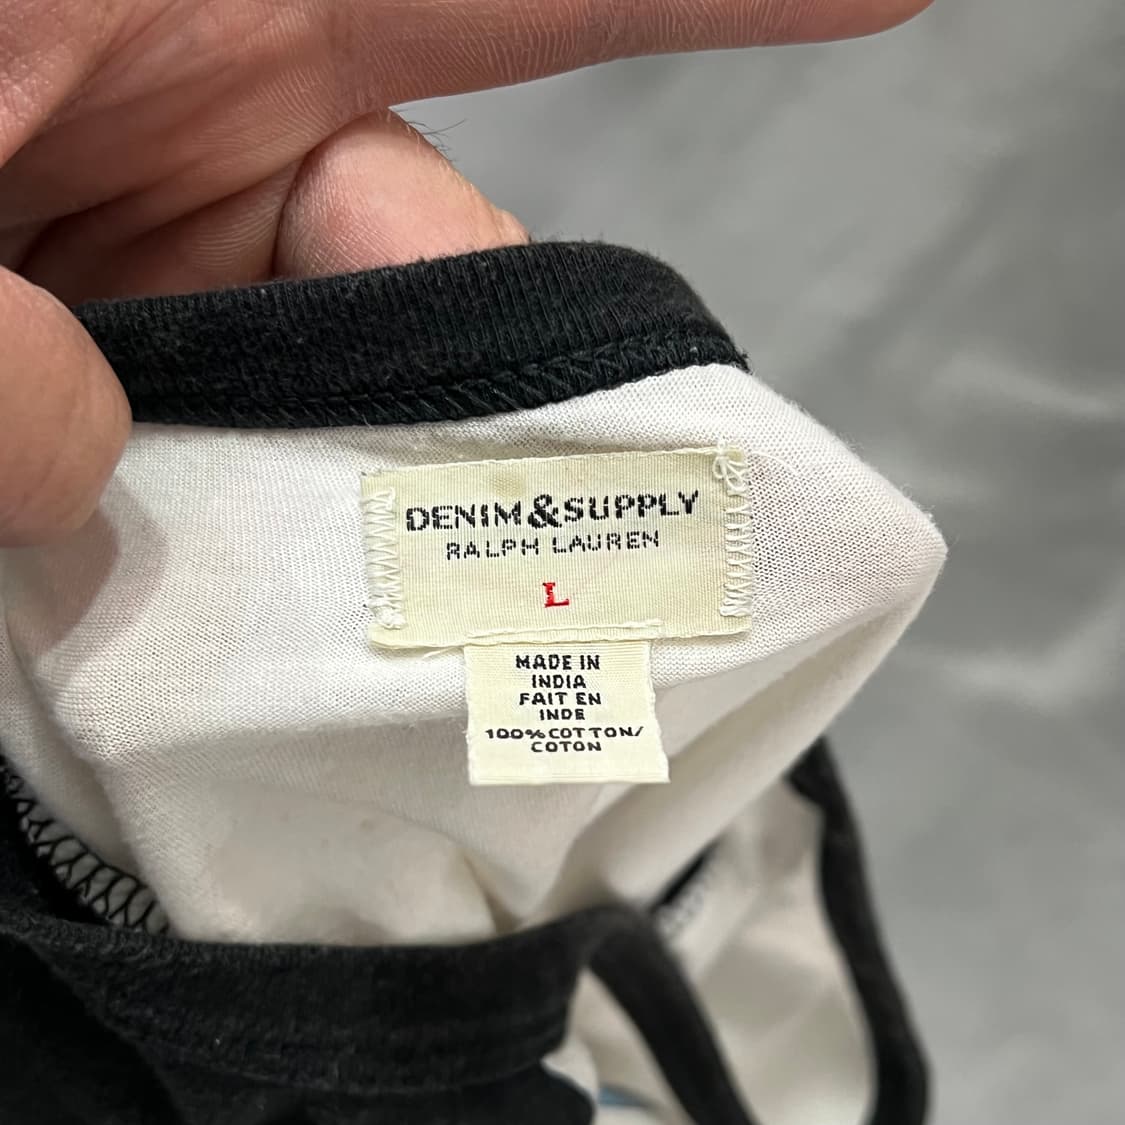 DENIM&SUPPLY
RALPH LAUREN
L
MADE IN
INDIA
FAIT EN
INDE
100%COTTON/
COTON